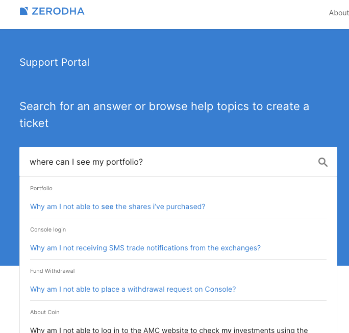 ZERODHA
About
Support Portal
Search for an answer or browse help topics to create a
ticket
where can I see my portfolio?
Portfolio
Why am I not able to see the shares i've purchased?
Console login
Why am I not receiving SMS trade notifications from the exchanges?
Fund Withdrawal
Why am I not able to place a withdrawal request on Console?
About Coin
Why am I not able to log in to the AMC website to check my investments using the